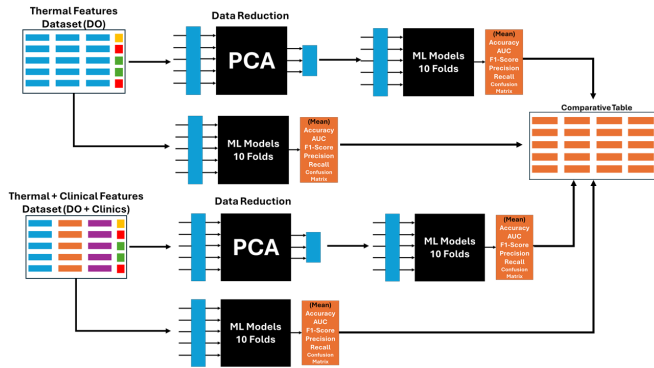 Thermal Features
Dataset (DO)
Data Reduction
PCA
ML Models
10 Folds
(Mean)
Accuracy
AUC
F1-Score
Precision
Recall
Confusion
Matrix
Comparative Table
ML Models
10 Folds
(Mean)
Accuracy
AUC
F1-Score
Precision
Recall
Confusion
Matrix
Thermal + Clinical Features
Dataset (DO + Clinics)
Data Reduction
PCA
ML Models
10 Folds
(Mean)
Accuracy
AUC
F1-Score
Precision
Recall
Confusion
Matrix
ML Models
10 Folds
(Mean)
Accuracy
AUC
F1-Score
Precision
Recall
Confusion
Matrix